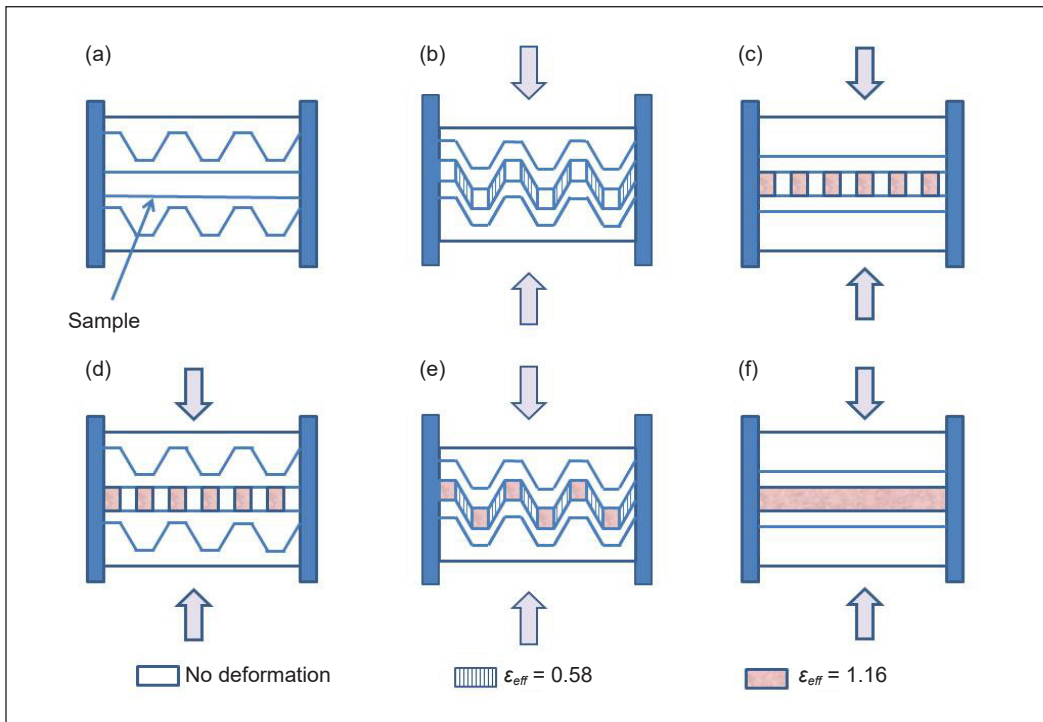 (a)
(b)
(c)
Sample
(d)
(e)
(f)
No deformation
εeff = 0.58
εeff = 1.16